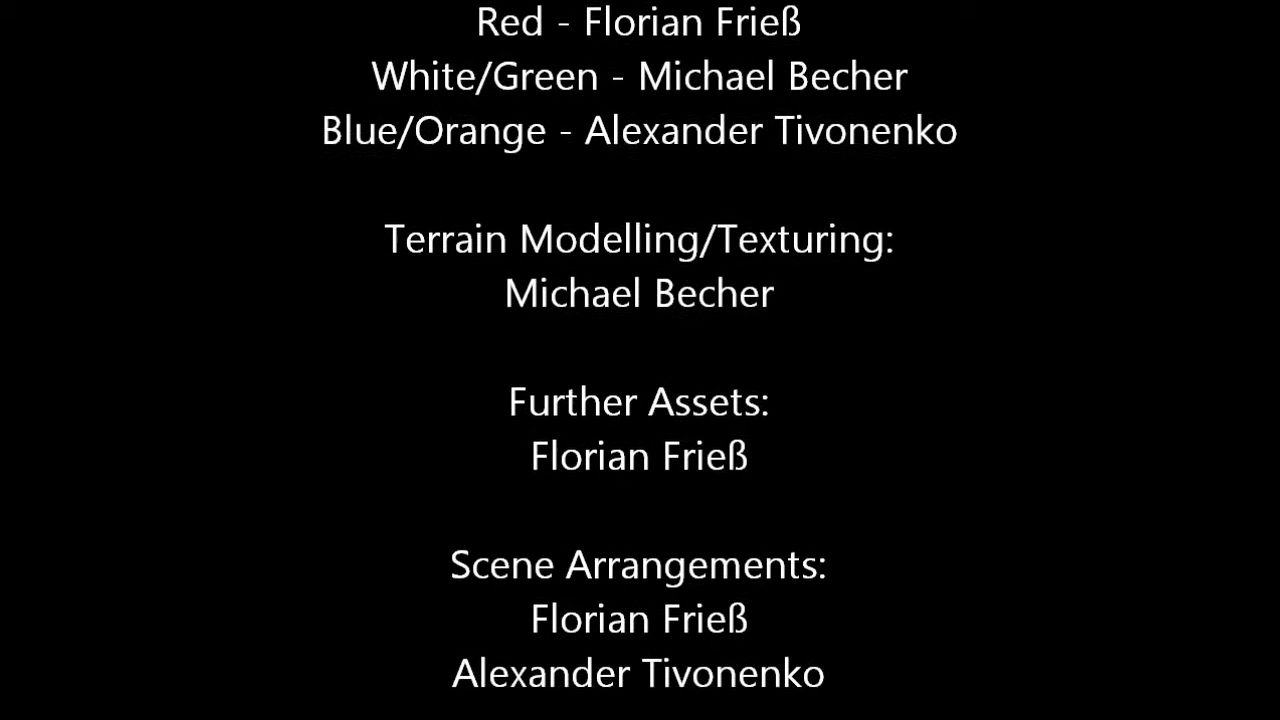 Red - Florian Frieß
White/Green - Michael Becher
Blue/Orange - Alexander Tivonenko
Terrain Modelling/Texturing:
Michael Becher
Further Assets:
Florian Frieß
Scene Arrangements:
Florian Frieß
Alexander Tivonenko